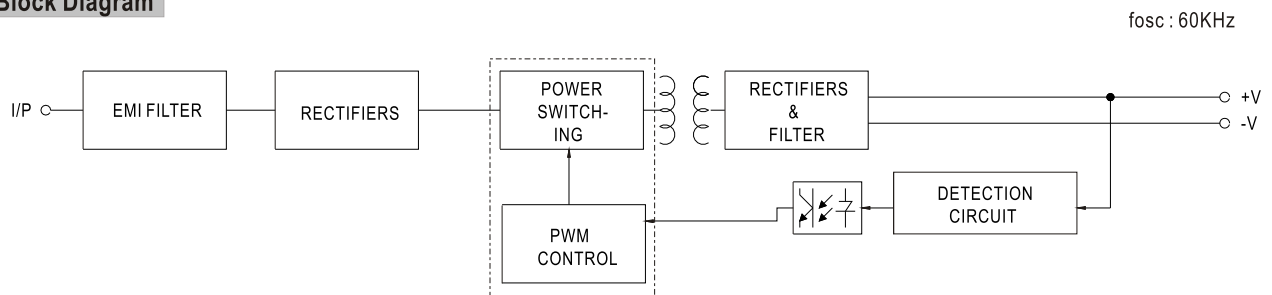 Block Diagram
fosc : 60KHz
I/P
EMI FILTER
RECTIFIERS
POWER
SWITCH-
ING
RECTIFIERS
&
FILTER
+V
-V
DETECTION
CIRCUIT
PWM
CONTROL